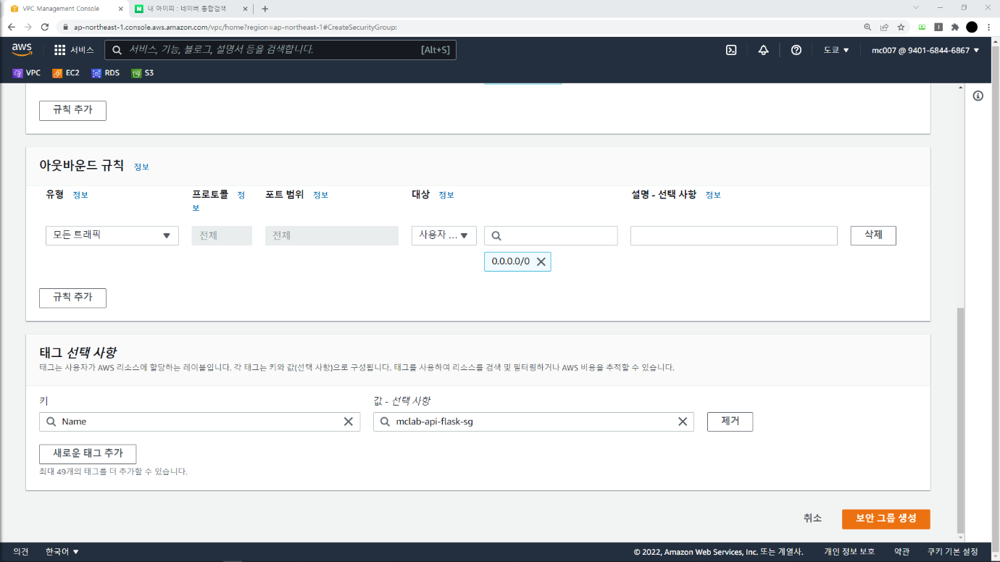 VPC Management Console
내 아이피 : 네이버 통합검색
ap-northeast-1.console.aws.amazon.com/vpc/home?region=ap-northeast-1#CreateSecurityGroup:
aws
서비스
서비스, 기능, 블로그, 설명서 등을 검색합니다.
[Alt+S]
도쿄
mc007 @ 9401-6844-6867
VPC
EC2
RDS
S3
규칙 추가
아웃바운드 규칙 정보
유형 정보
프로토콜 정
보
포트 범위 정보
대상 정보
설명 - 선택 사항 정보
모든 트래픽
전체
전체
사용자 ...
삭제
0.0.0.0/0
규칙 추가
태그 선택 사항
태그는 사용자가 AWS 리소스에 할당하는 레이블입니다. 각 태그는 키와 값(선택 사항)으로 구성됩니다. 태그를 사용하여 리소스를 검색 및 필터링하거나 AWS 비용을 추적할 수 있습니다.
키
값 - 선택 사항
Name
mclab-api-flask-sg
제거
새로운 태그 추가
최대 49개의 태그를 더 추가할 수 있습니다.
취소
보안 그룹 생성
의견
한국어
© 2022, Amazon Web Services, Inc. 또는 계열사.
개인 정보 보호
약관
쿠키 기본 설정